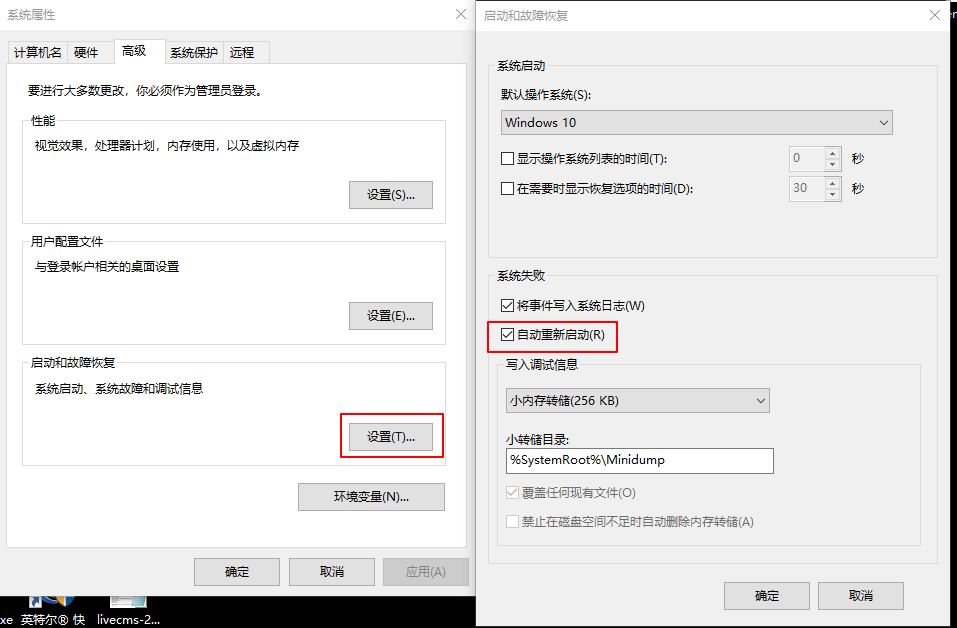 系统属性
计算机名 硬件 高级 系统保护 远程
要进行大多数更改，你必须作为管理员登录。
性能
视觉效果，处理器计划，内存使用，以及虚拟内存
设置(S)...
用户配置文件
与登录帐户相关的桌面设置
设置(E)...
启动和故障恢复
系统启动、系统故障和调试信息
设置(T)...
环境变量(N)...
确定 取消 应用(A)
启动和故障恢复
系统启动
默认操作系统(S):
Windows 10
显示操作系统列表的时间(T): 0 秒
在需要时显示恢复选项的时间(D): 30 秒
系统失败
将事件写入系统日志(W)
自动重新启动(R)
写入调试信息
小内存转储(256 KB)
小转储目录:
%SystemRoot%\Minidump
覆盖任何现有文件(O)
禁止在磁盘空间不足时自动删除内存转储(A)
确定 取消
xe 英特尔® 快 livecms-2...